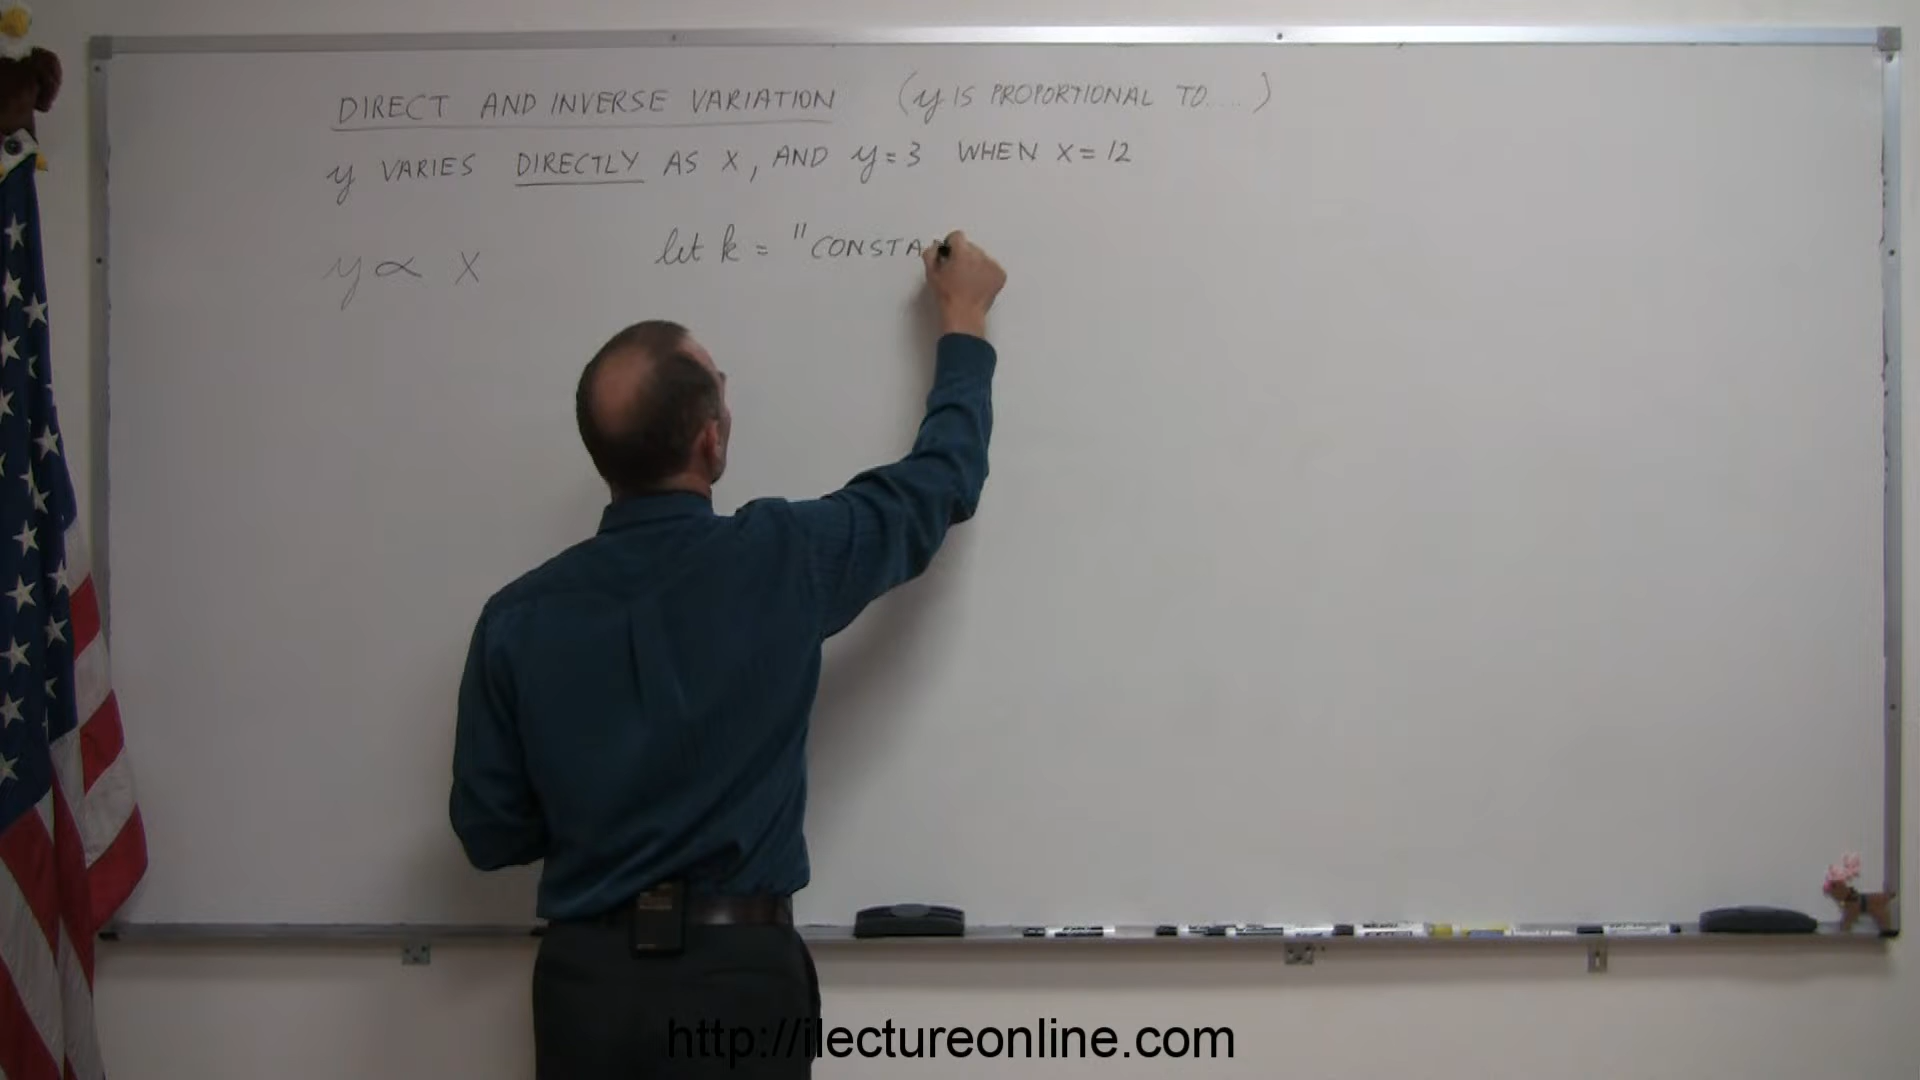 DIRECT AND INVERSE VARIATION (y IS PROPORTIONAL TO.....)
y VARIES DIRECTLY AS X, AND y=3 WHEN X=12
y ∝ X let k = "CONSTA
http://ilectureonline.com